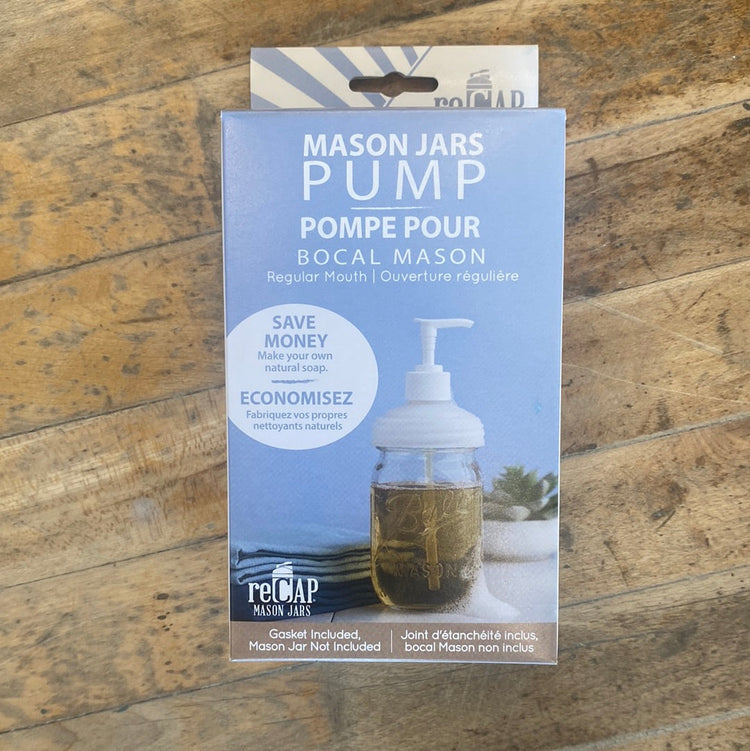 reCAP
MASON JARS
PUMP
POMPE POUR
BOCAL MASON
Regular Mouth | Ouverture régulière
SAVE
MONEY
Make your own
natural soap.
ECONOMISEZ
Fabriquez vos propres
nettoyants naturels
Ball
MASON
reCAP
MASON JARS
Gasket Included,
Mason Jar Not Included
Joint d'étanchéité inclus,
bocal Mason non inclus